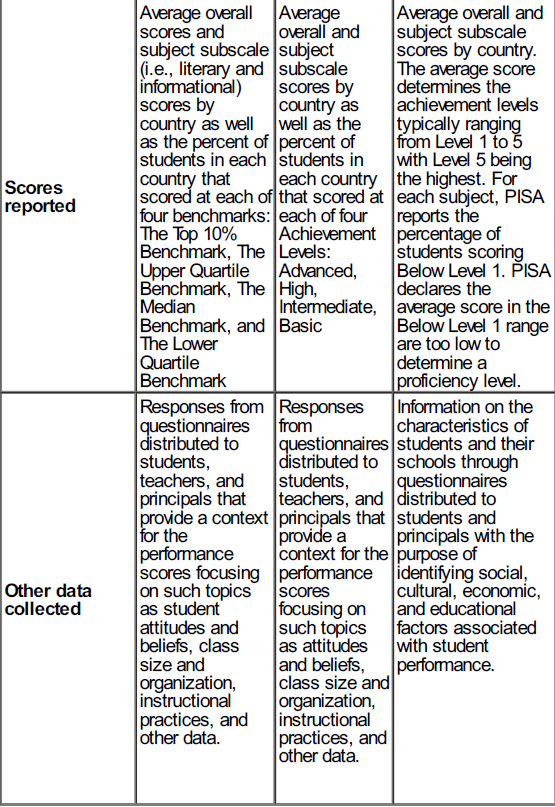 Scores
reported
Average overall
scores and
subject subscale
(i.e., literary and
informational)
scores by
country as well
as the percent of
students in each
country that
scored at each of
four benchmarks:
The Top 10%
Benchmark, The
Upper Quartile
Benchmark, The
Median
Benchmark, and
The Lower
Quartile
Benchmark
Average
overall and
subject
subscale
scores by
country as
well as the
percent of
students in
each country
that scored at
each of four
Achievement
Levels:
Advanced,
High,
Intermediate,
Basic
Average overall and
subject subscale
scores by country.
The average score
determines the
achievement levels
typically ranging
from Level 1 to 5
with Level 5 being
the highest. For
each subject, PISA
reports the
percentage of
students scoring
Below Level 1. PISA
declares the
average score in the
Below Level 1 range
are too low to
determine a
proficiency level.
Other data
collected
Responses from
questionnaires
distributed to
students,
teachers, and
principals that
provide a context
for the
performance
scores focusing
on such topics
as student
attitudes and
beliefs, class
size and
organization,
instructional
practices, and
other data.
Responses
from
questionnaires
distributed to
students,
teachers, and
principals that
provide a
context for the
performance
scores
focusing on
such topics
as attitudes
and beliefs,
class size and
organization,
instructional
practices, and
other data.
Information on the
characteristics of
students and their
schools through
questionnaires
distributed to
students and
principals with the
purpose of
identifying social,
cultural, economic,
and educational
factors associated
with student
performance.